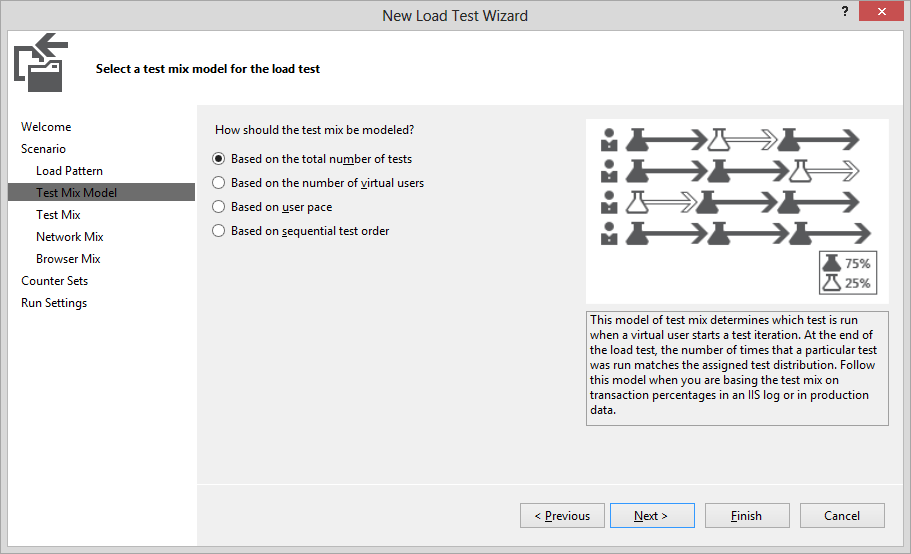 New Load Test Wizard
?
Select a test mix model for the load test
Welcome
Scenario
Load Pattern
Test Mix Model
Test Mix
Network Mix
Browser Mix
Counter Sets
Run Settings
How should the test mix be modeled?
Based on the total number of tests
Based on the number of virtual users
Based on user pace
Based on sequential test order
75%
25%
This model of test mix determines which test is run
when a virtual user starts a test iteration. At the end of
the load test, the number of times that a particular test
was run matches the assigned test distribution. Follow
this model when you are basing the test mix on
transaction percentages in an IIS log or in production
data.
< Previous
Next >
Finish
Cancel